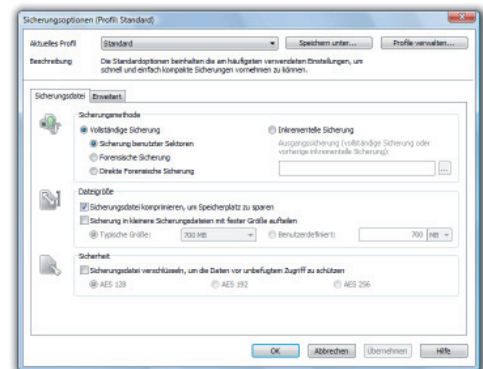 Sicherungsoptionen (Profil: Standard)
Aktuelles Profil Standard Speichern unter... Profile verwalten...
Beschreibung Die Standardoptionen beinhalten die am häufigsten verwendeten Einstellungen, um
schnell und einfach kompakte Sicherungen vornehmen zu können.
Sicherungsdatei Erweitert
Sicherungsmethode
Vollständige Sicherung Inkrementelle Sicherung
Sicherung benutzter Sektoren Ausgangssicherung (vollständige Sicherung oder
Forensische Sicherung vorherige inkrementelle Sicherung):
Direkte Forensische Sicherung ...
Dateigröße
Sicherungsdatei komprimieren, um Speicherplatz zu sparen
Sicherung in kleinere Sicherungsdateien mit fester Größe aufteilen
Typische Größe: 700 MB Benutzerdefiniert: 700 MB
Sicherheit
Sicherungsdatei verschlüsseln, um die Daten vor unbefugtem Zugriff zu schützen
AES 128 AES 192 AES 256
OK Abbrechen Übernehmen Hilfe